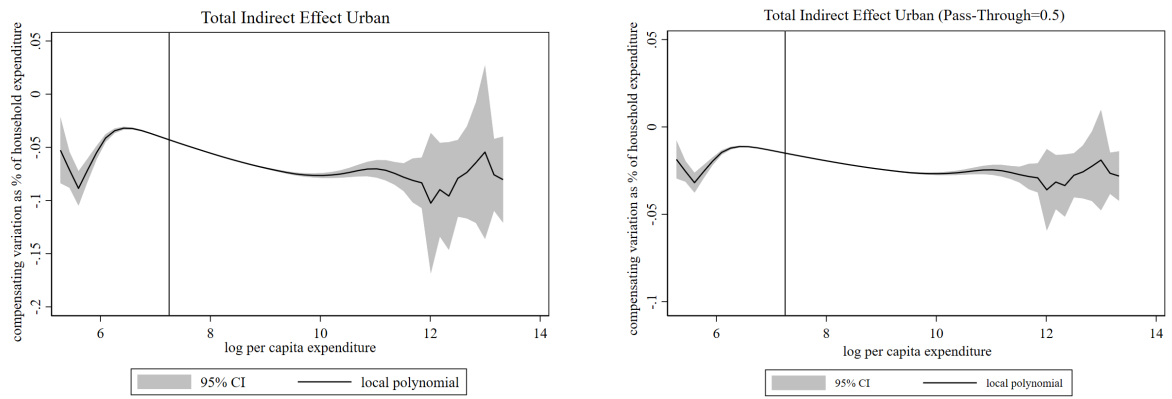 Total Indirect Effect Urban
compensating variation as % of household expenditure
.05
0
-.05
-.1
-.15
-.2
6 8 10 12 14
log per capita expenditure
95% CI local polynomial
Total Indirect Effect Urban (Pass-Through=0.5)
compensating variation as % of household expenditure
.05
0
-.05
-.1
6 8 10 12 14
log per capita expenditure
95% CI local polynomial